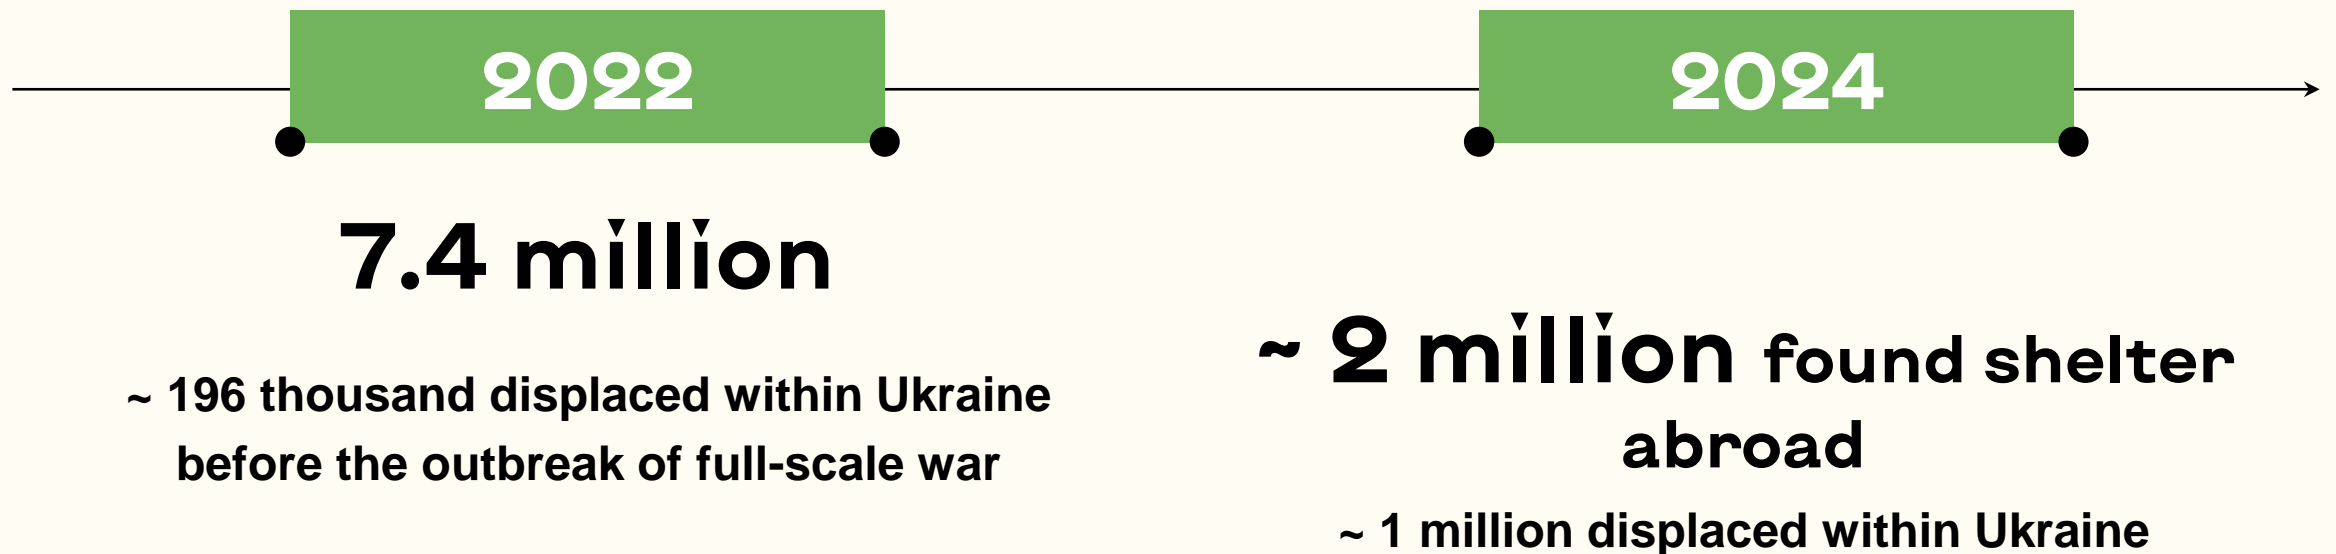 2022
7.4 million
~ 196 thousand displaced within Ukraine
before the outbreak of full-scale war
2024
~ 2 million found shelter
abroad
~ 1 million displaced within Ukraine